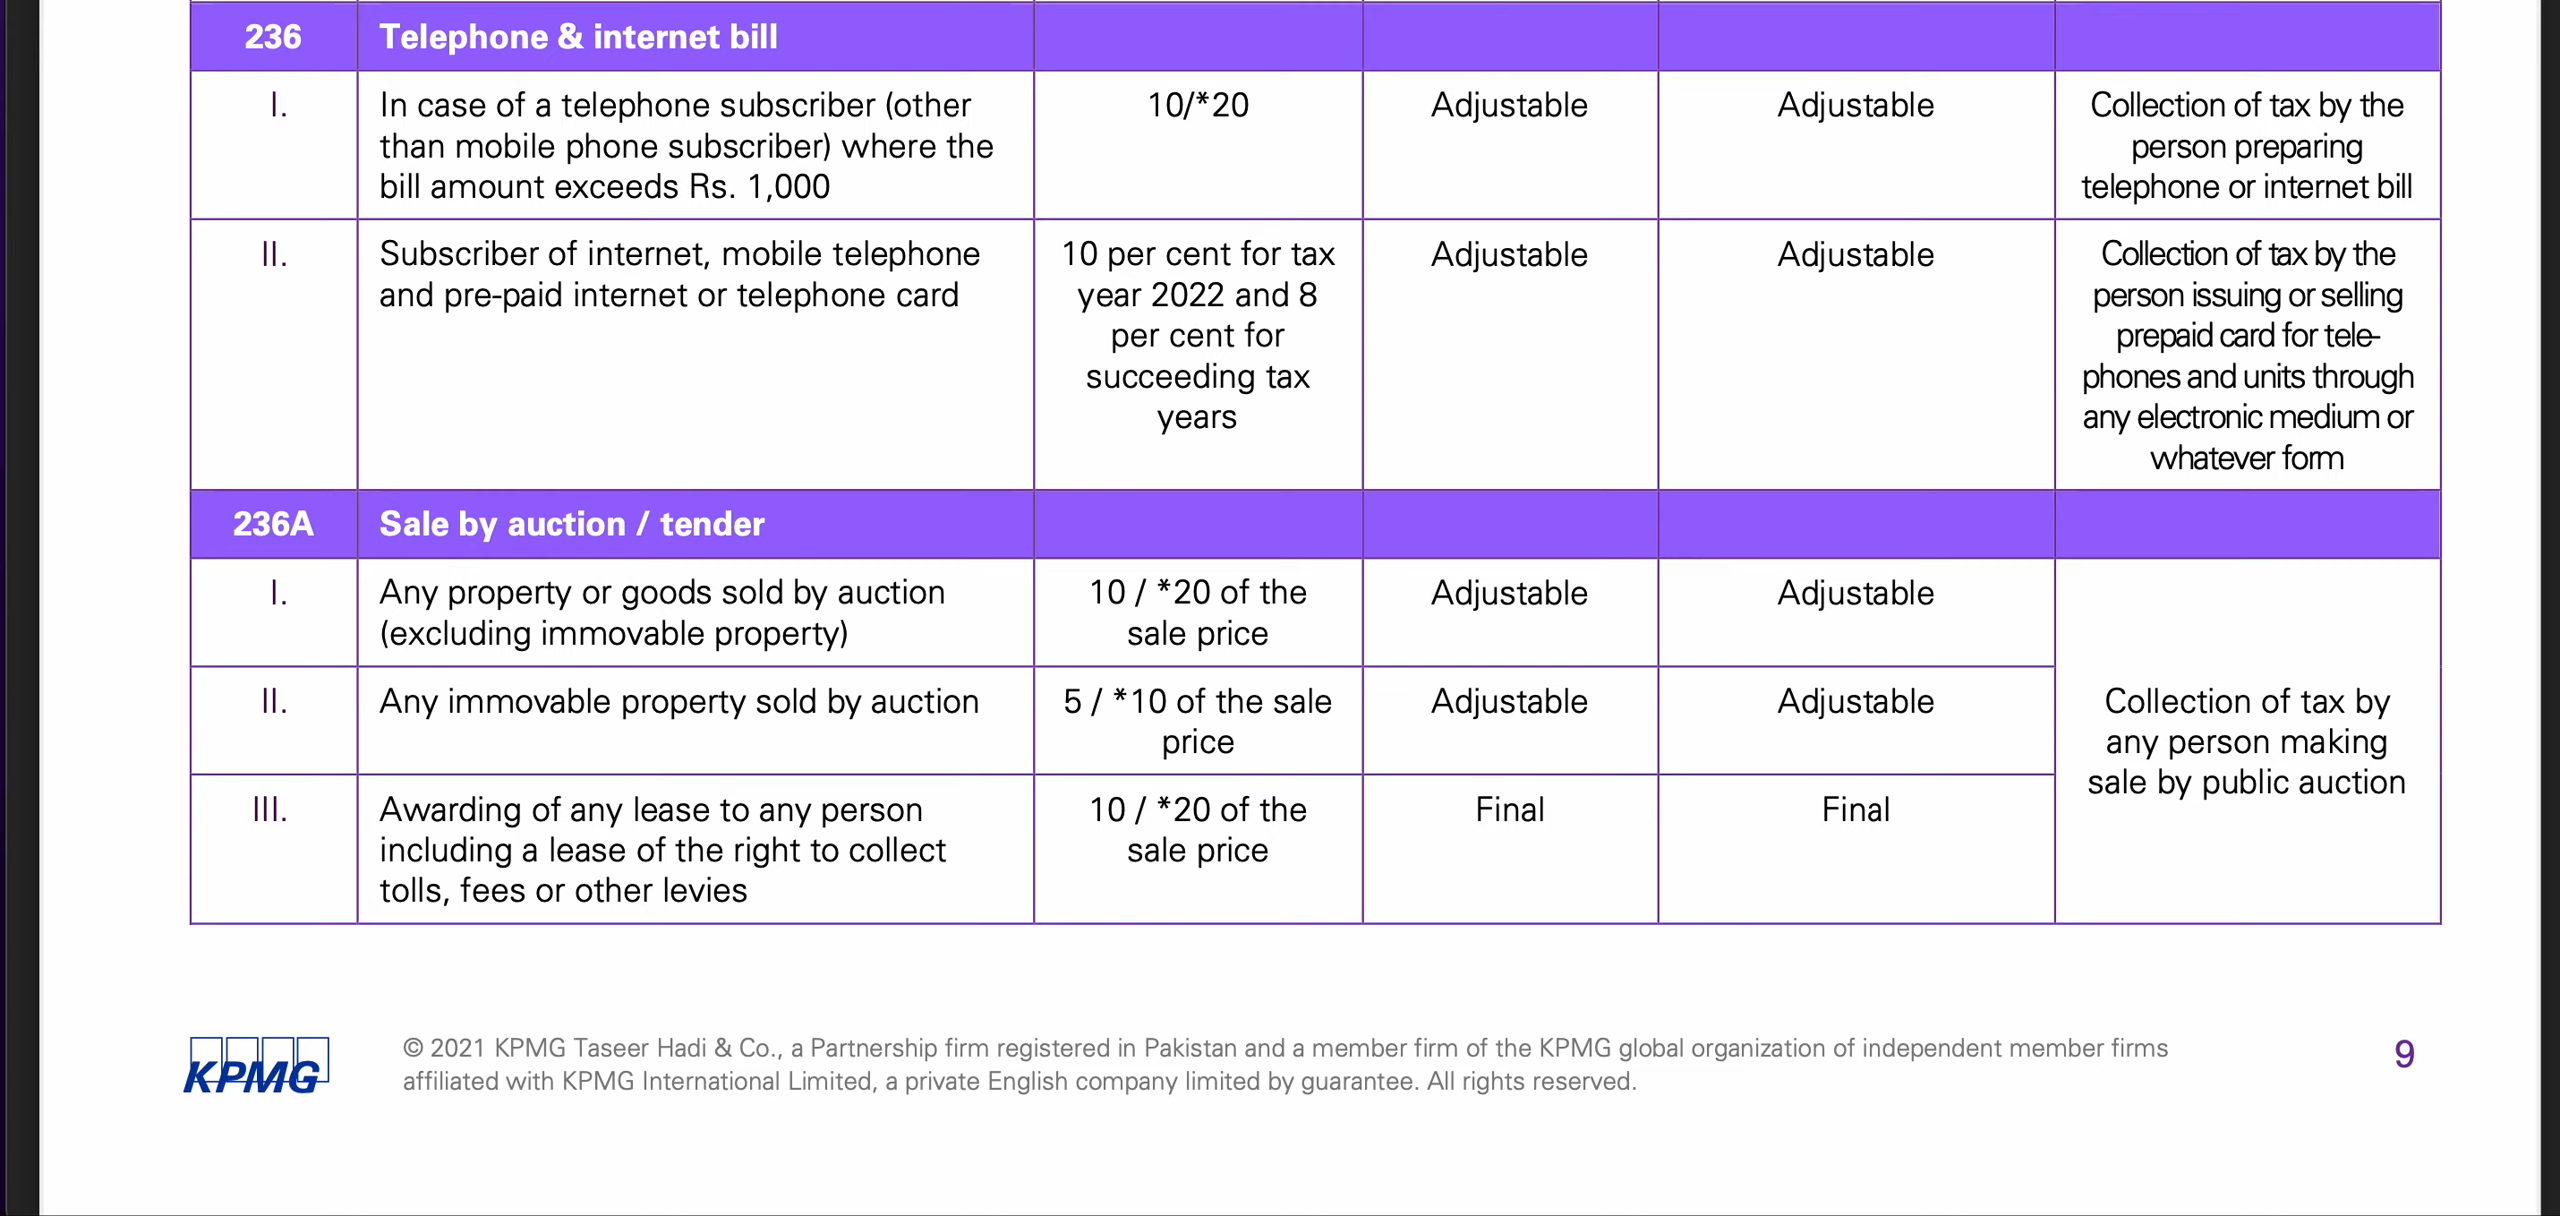 236 Telephone & internet bill
I. In case of a telephone subscriber (other 10/*20 Adjustable Adjustable Collection of tax by the
than mobile phone subscriber) where the person preparing
bill amount exceeds Rs. 1,000 telephone or internet bill
II. Subscriber of internet, mobile telephone 10 per cent for tax Adjustable Adjustable Collection of tax by the
and pre-paid internet or telephone card year 2022 and 8 person issuing or selling
per cent for prepaid card for tele-
succeeding tax phones and units through
years any electronic medium or
whatever form
236A Sale by auction / tender
I. Any property or goods sold by auction 10 / *20 of the Adjustable Adjustable
(excluding immovable property) sale price
II. Any immovable property sold by auction 5 / *10 of the sale Adjustable Adjustable Collection of tax by
price any person making
sale by public auction
III. Awarding of any lease to any person 10 / *20 of the Final Final
including a lease of the right to collect sale price
tolls, fees or other levies
KPMG
© 2021 KPMG Taseer Hadi & Co., a Partnership firm registered in Pakistan and a member firm of the KPMG global organization of independent member firms
affiliated with KPMG International Limited, a private English company limited by guarantee. All rights reserved.
9